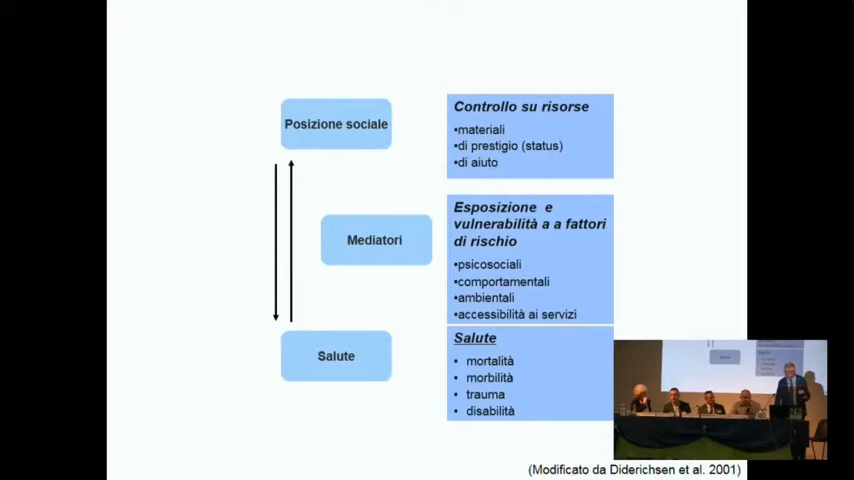 Posizione sociale
Controllo su risorse
•materiali
•di prestigio (status)
•di aiuto
Mediatori
Esposizione e
vulnerabilità a a fattori
di rischio
•psicosociali
•comportamentali
•ambientali
•accessibilità ai servizi
Salute
Salute
• mortalità
• morbilità
• trauma
• disabilità
(Modificato da Diderichsen et al. 2001)